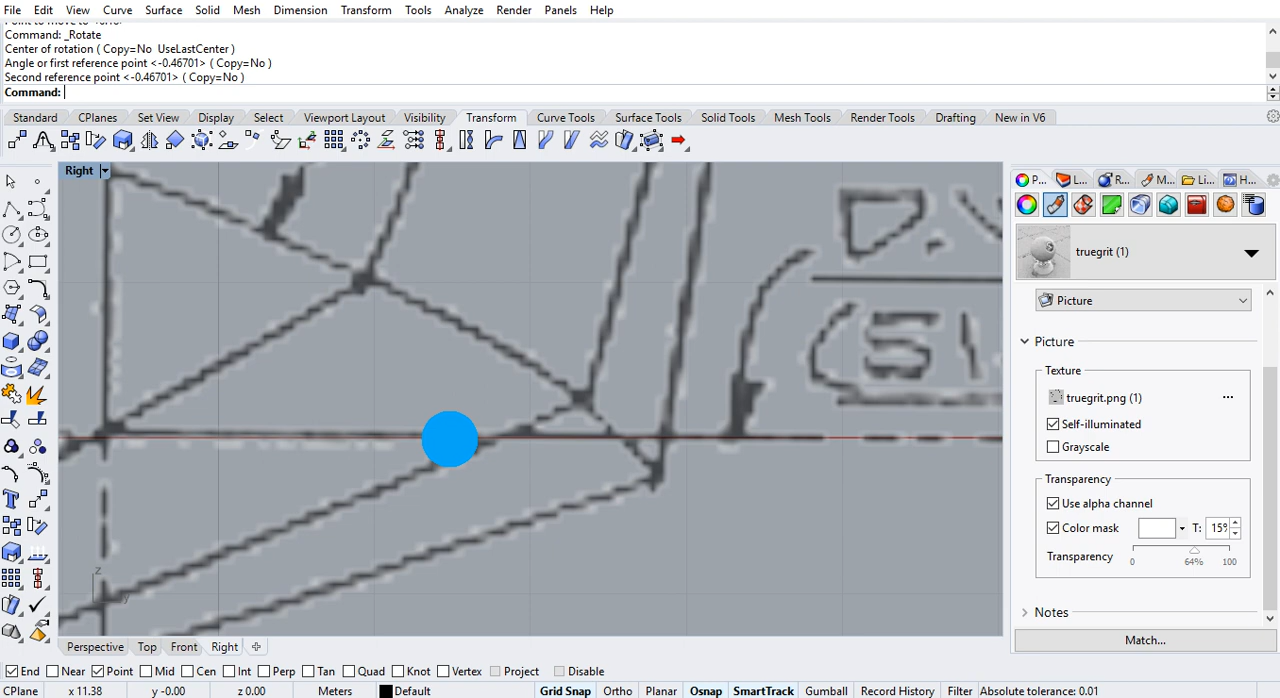 File Edit View Curve Surface Solid Mesh Dimension Transform Tools Analyze Render Panels Help
Command: _Rotate
Center of rotation ( Copy=No UseLastCenter )
Angle or first reference point <-0.46701> ( Copy=No )
Second reference point <-0.46701> ( Copy=No )
Command:
Standard CPlanes Set View Display Select Viewport Layout Visibility Transform Curve Tools Surface Tools Solid Tools Mesh Tools Render Tools Drafting New in V6
Right
P... L... R... M... Li... H...
truegrit (1)
Picture
Picture
Texture
truegrit.png (1) ...
Self-illuminated
Grayscale
Transparency
Use alpha channel
Color mask T: 15%
Transparency
0 64% 100
Notes
Match...
z
y
Perspective Top Front Right
End Near Point Mid Cen Int Perp Tan Quad Knot Vertex Project Disable
CPlane x 11.38 y -0.00 z 0.00 Meters Default Grid Snap Ortho Planar Osnap SmartTrack Gumball Record History Filter Absolute tolerance: 0.01